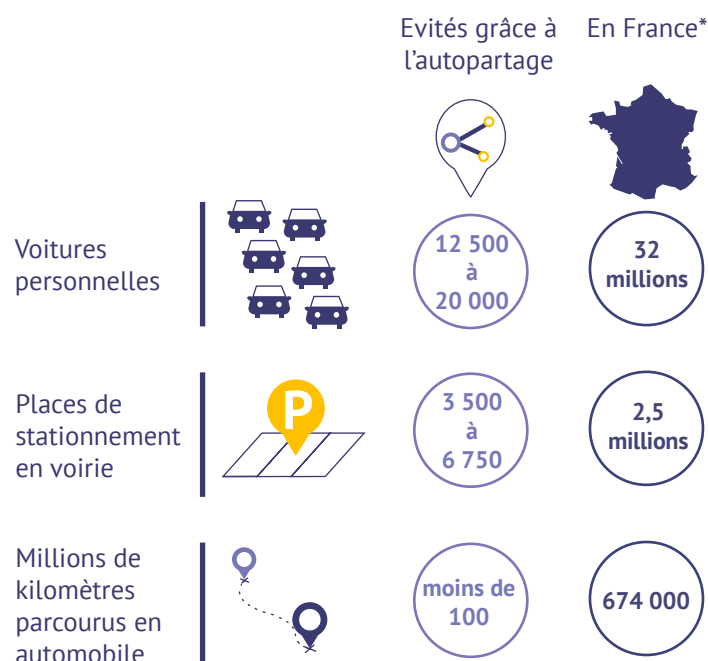 Evités grâce à
l’autopartage
En France*
Voitures
personnelles
12 500
à
20 000
32
millions
Places de
stationnement
en voirie
P
3 500
à
6 750
2,5
millions
Millions de
kilomètres
parcourus en
automobile
moins de
100
674 000